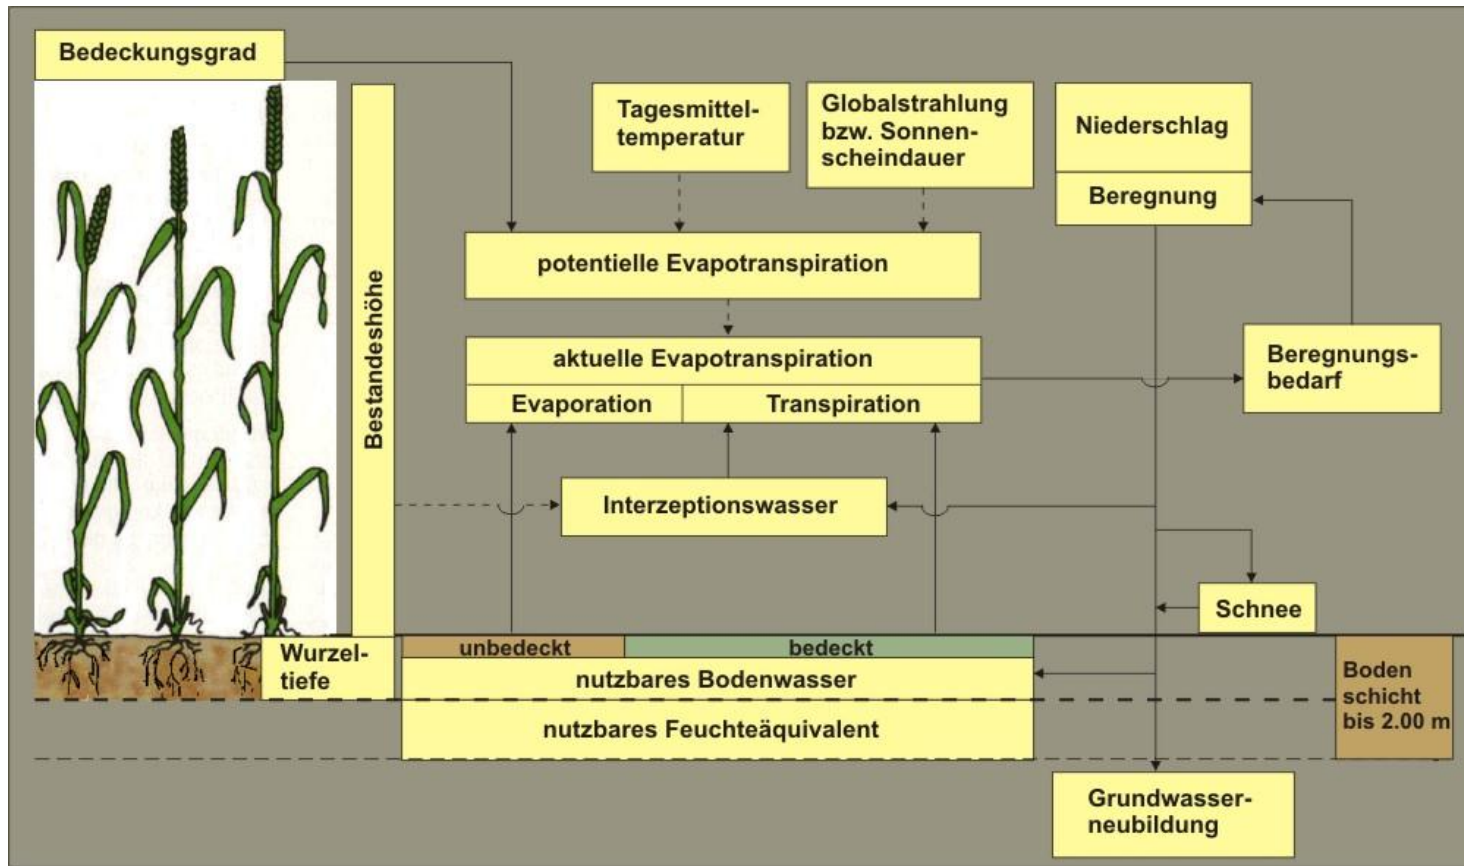 Bedeckungsgrad
Tagesmittel-
temperatur
Globalstrahlung
bzw. Sonnen-
scheindauer
Niederschlag
Beregnung
potentielle Evapotranspiration
Bestandeshöhe
aktuelle Evapotranspiration
Evaporation
Transpiration
Beregnungs-
bedarf
Interzeptionswasser
Schnee
Wurzel-
tiefe
unbedeckt
bedeckt
nutzbares Bodenwasser
nutzbares Feuchteäquivalent
Boden
schicht
bis 2.00 m
Grundwasser-
neubildung